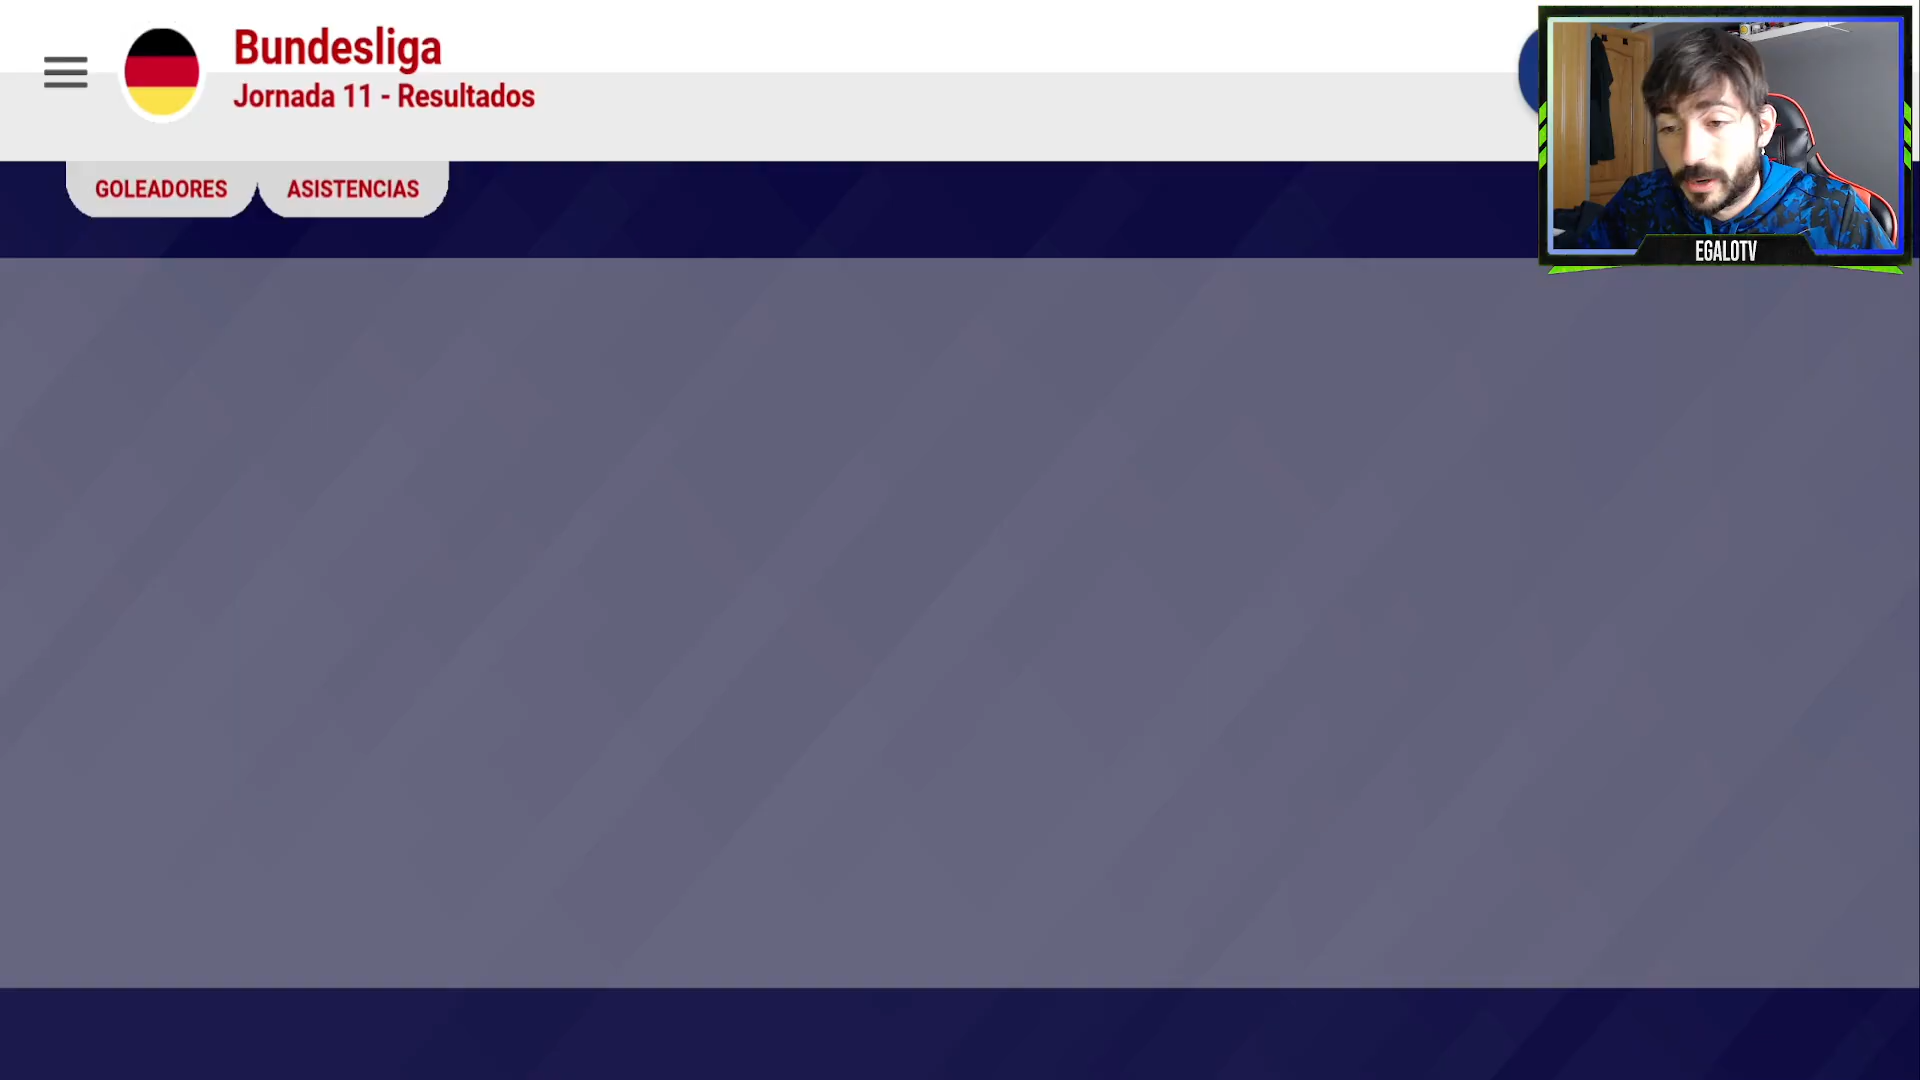 Bundesliga
Jornada 11 - Resultados
GOLEADORES
ASISTENCIAS
EGALOTV